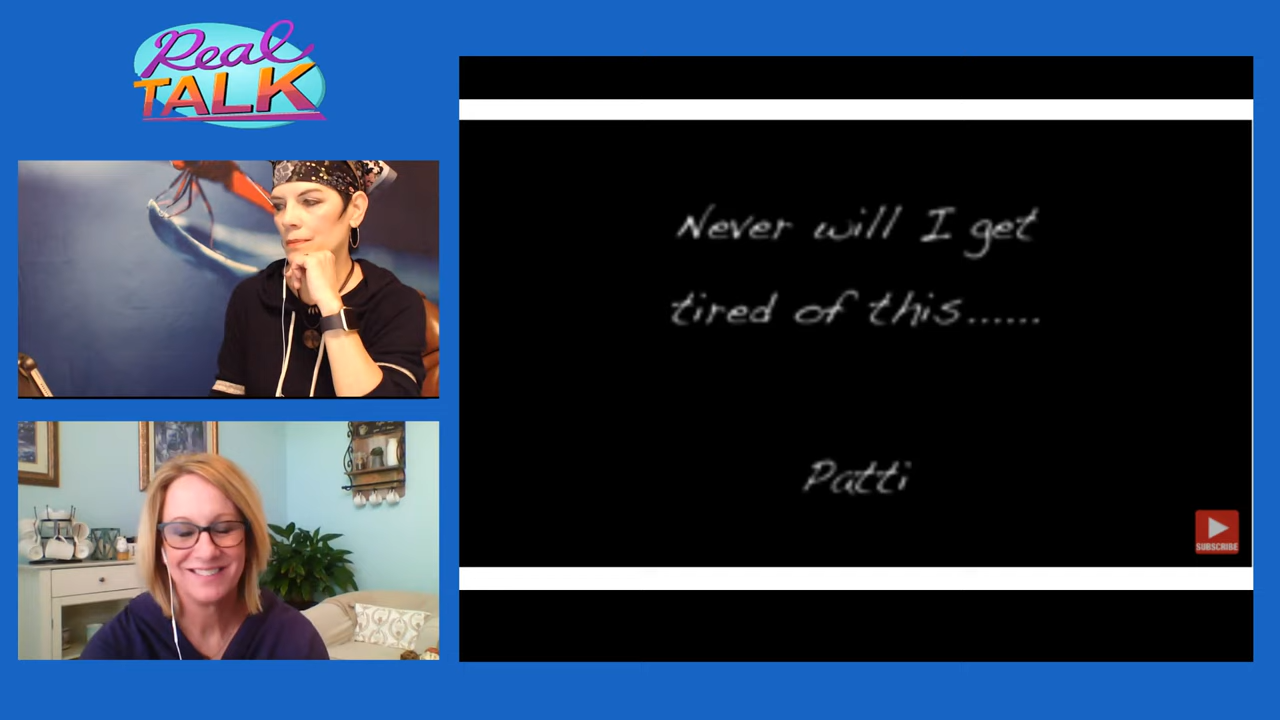 Real
TALK
Never will I get
tired of this......
Patti
SUBSCRIBE